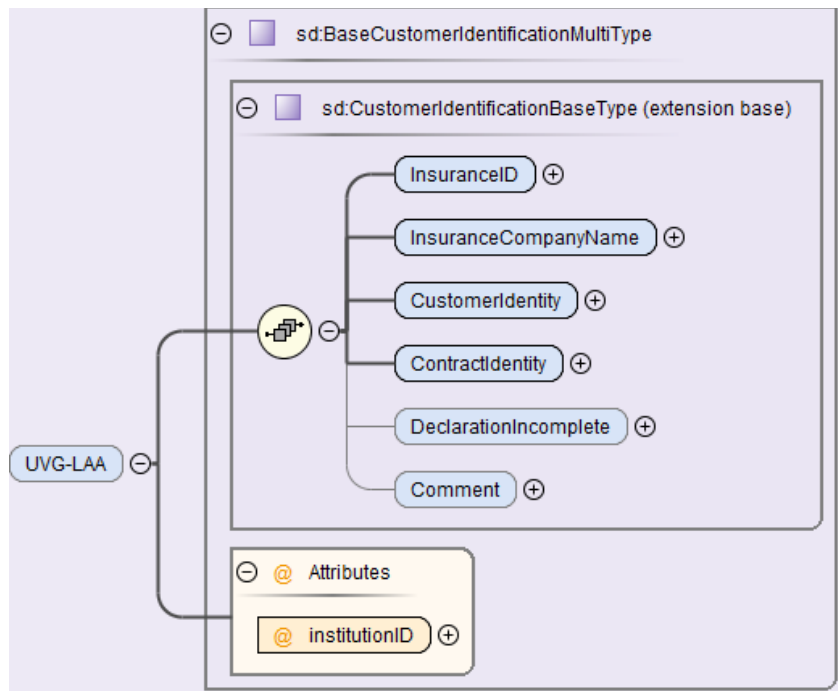 sd:BaseCustomerIdentificationMultiType
sd:CustomerIdentificationBaseType (extension base)
InsuranceID
InsuranceCompanyName
CustomerIdentity
ContractIdentity
DeclarationIncomplete
UVG-LAA
Comment
@ Attributes
@ institutionID